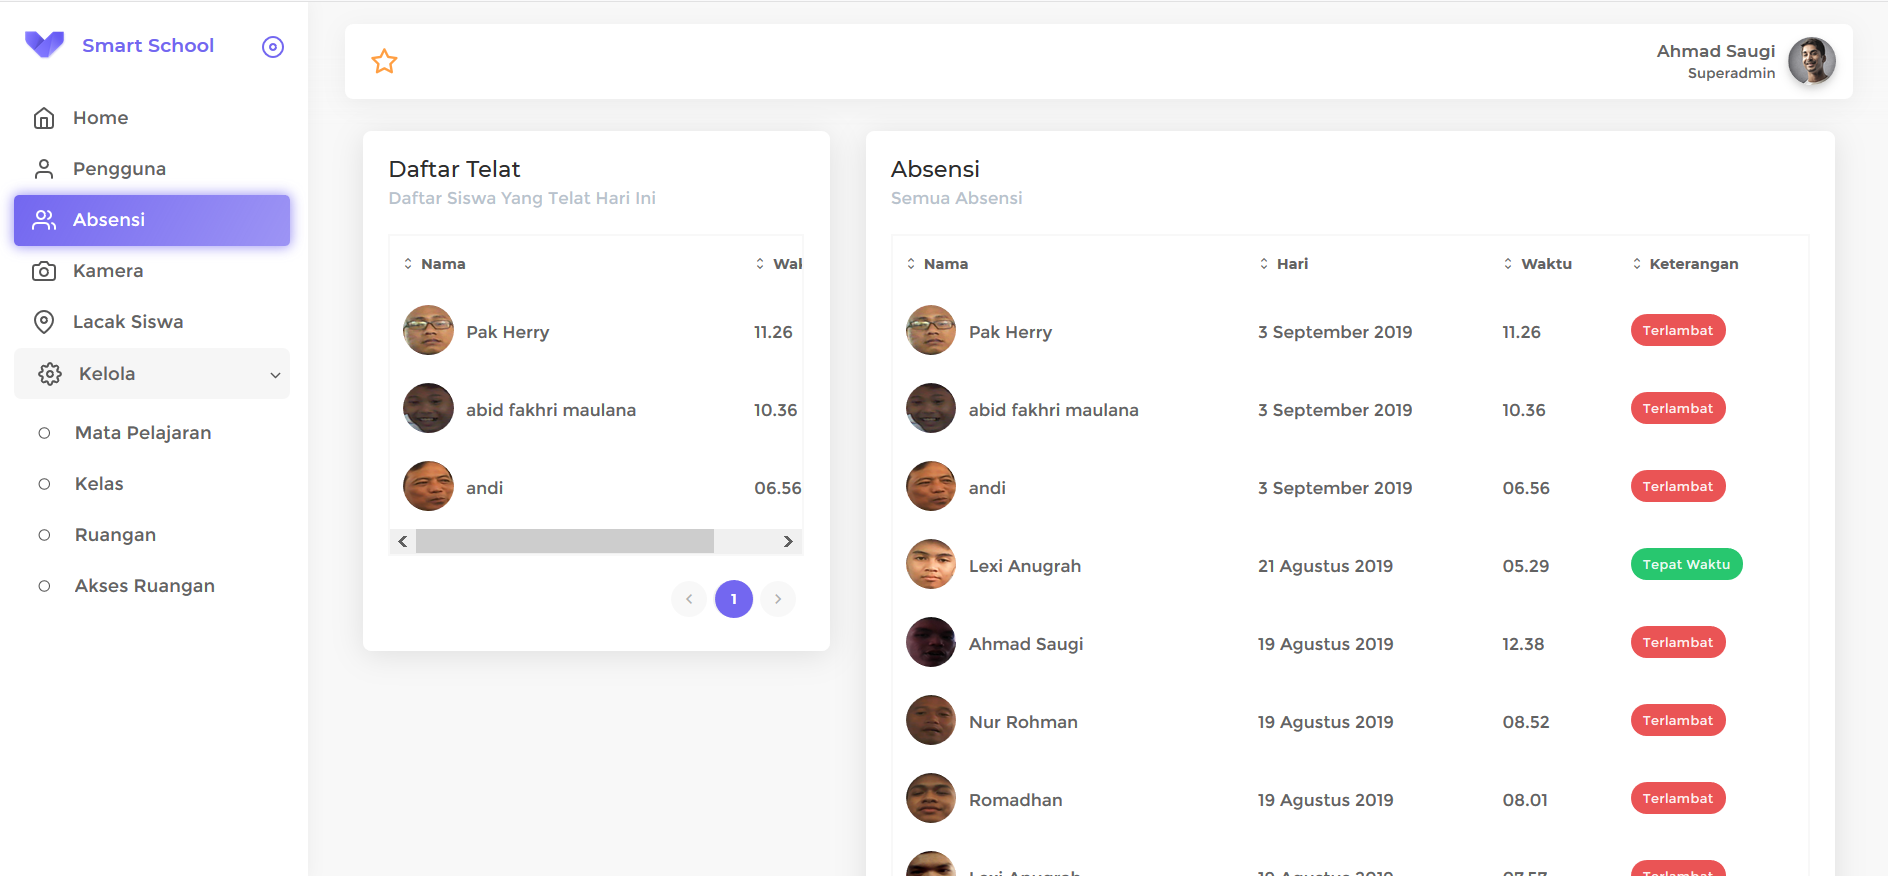 Smart School
Home
Pengguna
Absensi
Kamera
Lacak Siswa
Kelola
Mata Pelajaran
Kelas
Ruangan
Akses Ruangan
Ahmad Saugi
Superadmin
Daftar Telat
Daftar Siswa Yang Telat Hari Ini
Nama
Pak Herry 11.26
abid fakhri maulana 10.36
andi 06.56
1
Absensi
Semua Absensi
Nama Hari Waktu Keterangan
Pak Herry 3 September 2019 11.26 Terlambat
abid fakhri maulana 3 September 2019 10.36 Terlambat
andi 3 September 2019 06.56 Terlambat
Lexi Anugrah 21 Agustus 2019 05.29 Tepat Waktu
Ahmad Saugi 19 Agustus 2019 12.38 Terlambat
Nur Rohman 19 Agustus 2019 08.52 Terlambat
Romadhan 19 Agustus 2019 08.01 Terlambat